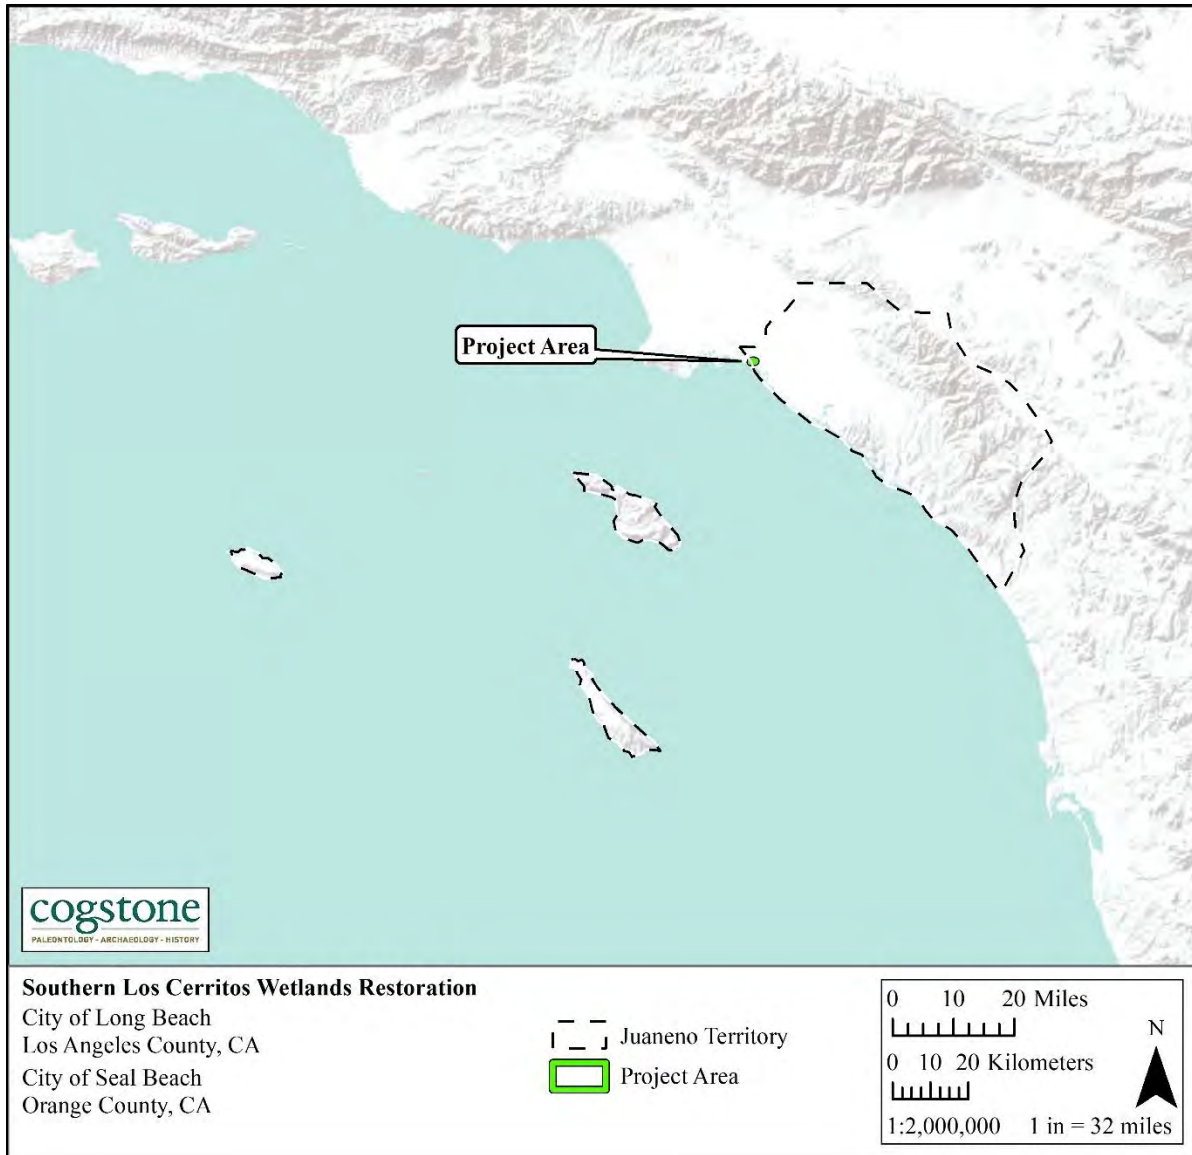 Project Area
cogstone
PALEONTOLOGY - ARCHAEOLOGY - HISTORY
Southern Los Cerritos Wetlands Restoration
City of Long Beach
Los Angeles County, CA
City of Seal Beach
Orange County, CA
Juaneno Territory
Project Area
0 10 20 Miles
0 10 20 Kilometers
N
1:2,000,000 1 in = 32 miles